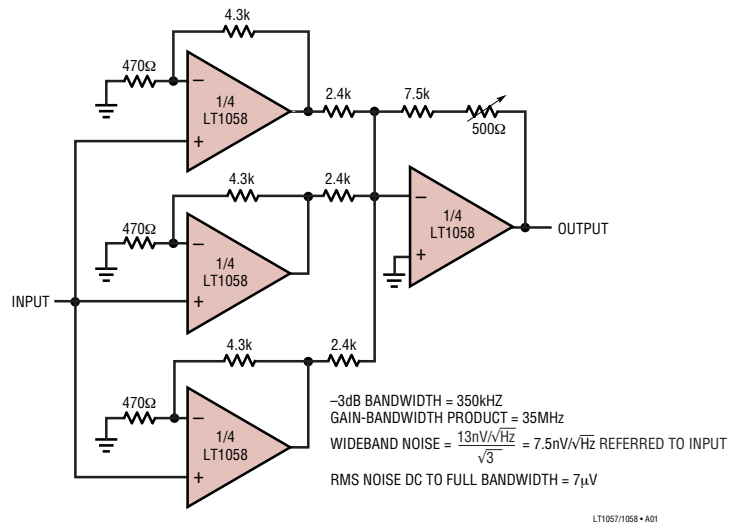 4.3k
470Ω
2.4k
7.5k
–
1/4
LT1058
+
500Ω
4.3k
2.4k
470Ω
–
1/4
LT1058
+
–
1/4
LT1058
+
OUTPUT
INPUT
4.3k
2.4k
470Ω
–
1/4
LT1058
+
–3dB BANDWIDTH = 350kHZ
GAIN-BANDWIDTH PRODUCT = 35MHz
WIDEBAND NOISE = 13nV/√Hz / √3 = 7.5nV/√Hz REFERRED TO INPUT
RMS NOISE DC TO FULL BANDWIDTH = 7µV
LT1057/1058 • A01